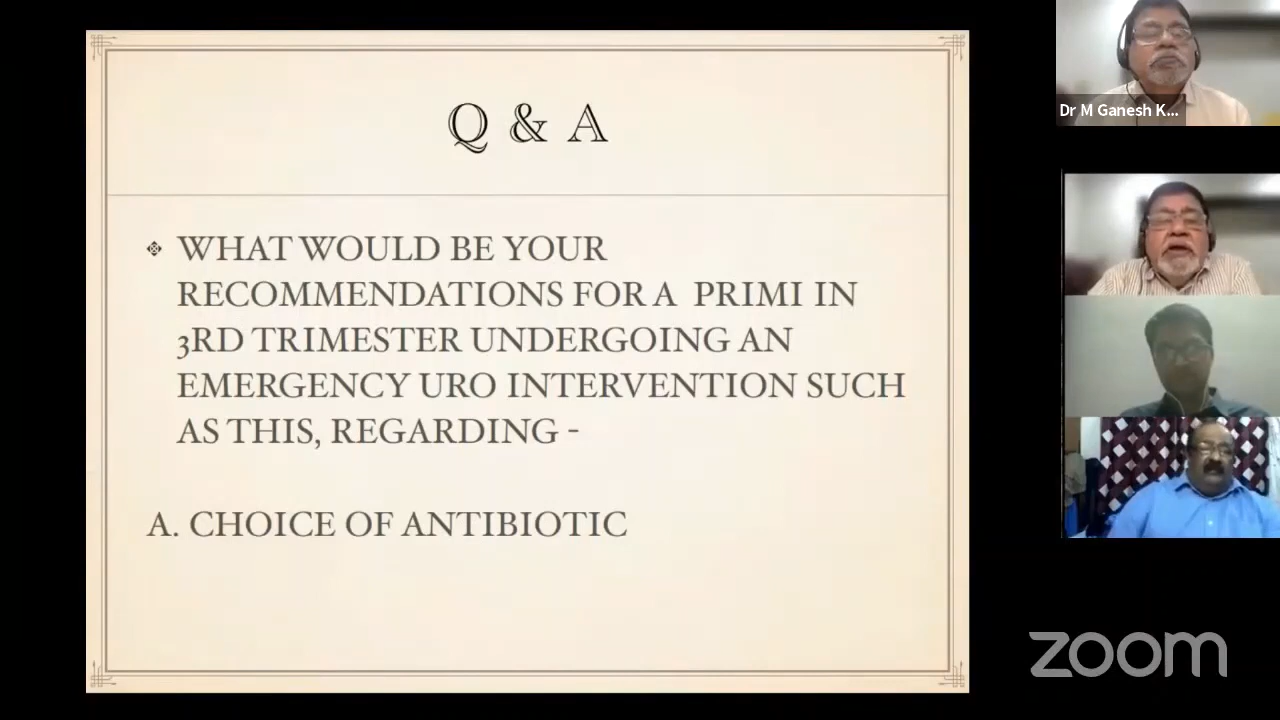 Q & A
WHAT WOULD BE YOUR
RECOMMENDATIONS FOR A PRIMI IN
3RD TRIMESTER UNDERGOING AN
EMERGENCY URO INTERVENTION SUCH
AS THIS, REGARDING -
A. CHOICE OF ANTIBIOTIC
Dr M Ganesh K...
zoom